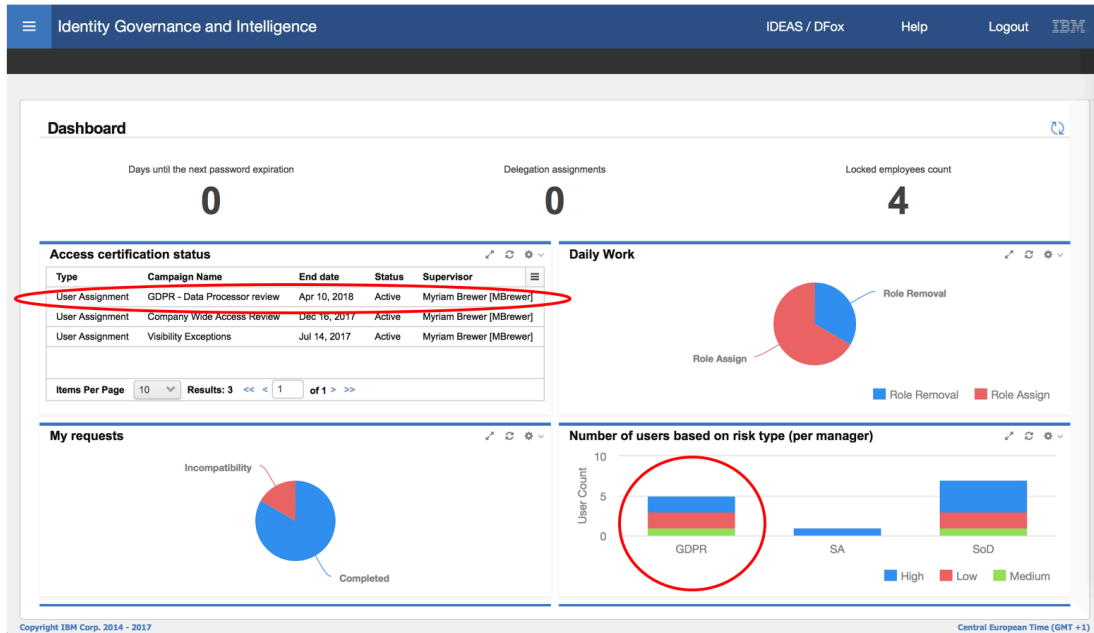 Identity Governance and Intelligence IDEAS / DFox Help Logout IBM
Dashboard
Days until the next password expiration Delegation assignments Locked employees count
0 0 4
Access certification status
Type Campaign Name End date Status Supervisor
User Assignment GDPR - Data Processor review Apr 10, 2018 Active Myriam Brewer [MBrewer]
User Assignment Company Wide Access Review Dec 16, 2017 Active Myriam Brewer [MBrewer]
User Assignment Visibility Exceptions Jul 14, 2017 Active Myriam Brewer [MBrewer]
Items Per Page 10 Results: 3 << < 1 of 1 > >>
Daily Work
Role Removal
Role Assign
Role Removal Role Assign
My requests
Incompatibility
Completed
Number of users based on risk type (per manager)
User Count
10
5
0
GDPR SA SoD
High Low Medium
Copyright IBM Corp. 2014 - 2017 Central European Time (GMT +1)